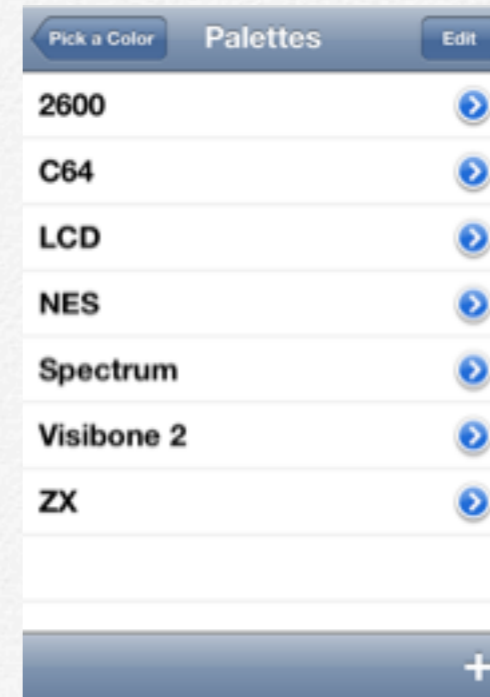 Pick a Color Palettes Edit
2600
C64
LCD
NES
Spectrum
Visibone 2
ZX
+